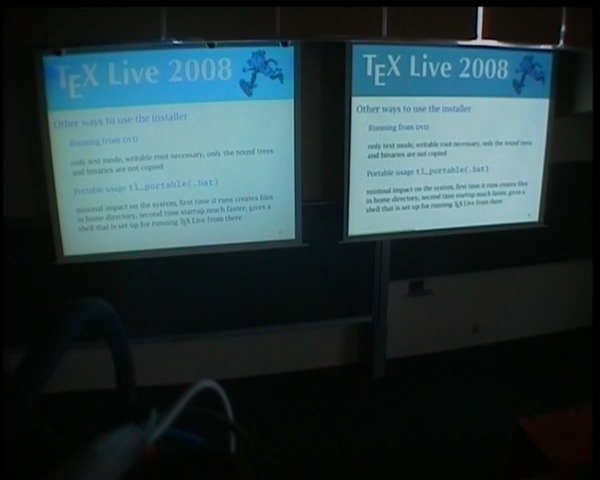 TEX Live 2008
Other ways to use the installer
Running from DVD
only text mode, writable root necessary, only the texmf trees
and binaries are not copied
Portable usage tl_portable(.bat)
minimal impact on the system, first time it runs creates files
in home directory, second time startup much faster, gives a
shell that is set up for running TEX Live from there
TEX Live 2008
Other ways to use the installer
Running from DVD
only text mode, writable root necessary, only the texmf trees
and binaries are not copied
Portable usage tl_portable(.bat)
minimal impact on the system, first time it runs creates files
in home directory, second time startup much faster, gives a
shell that is set up for running TEX Live from there